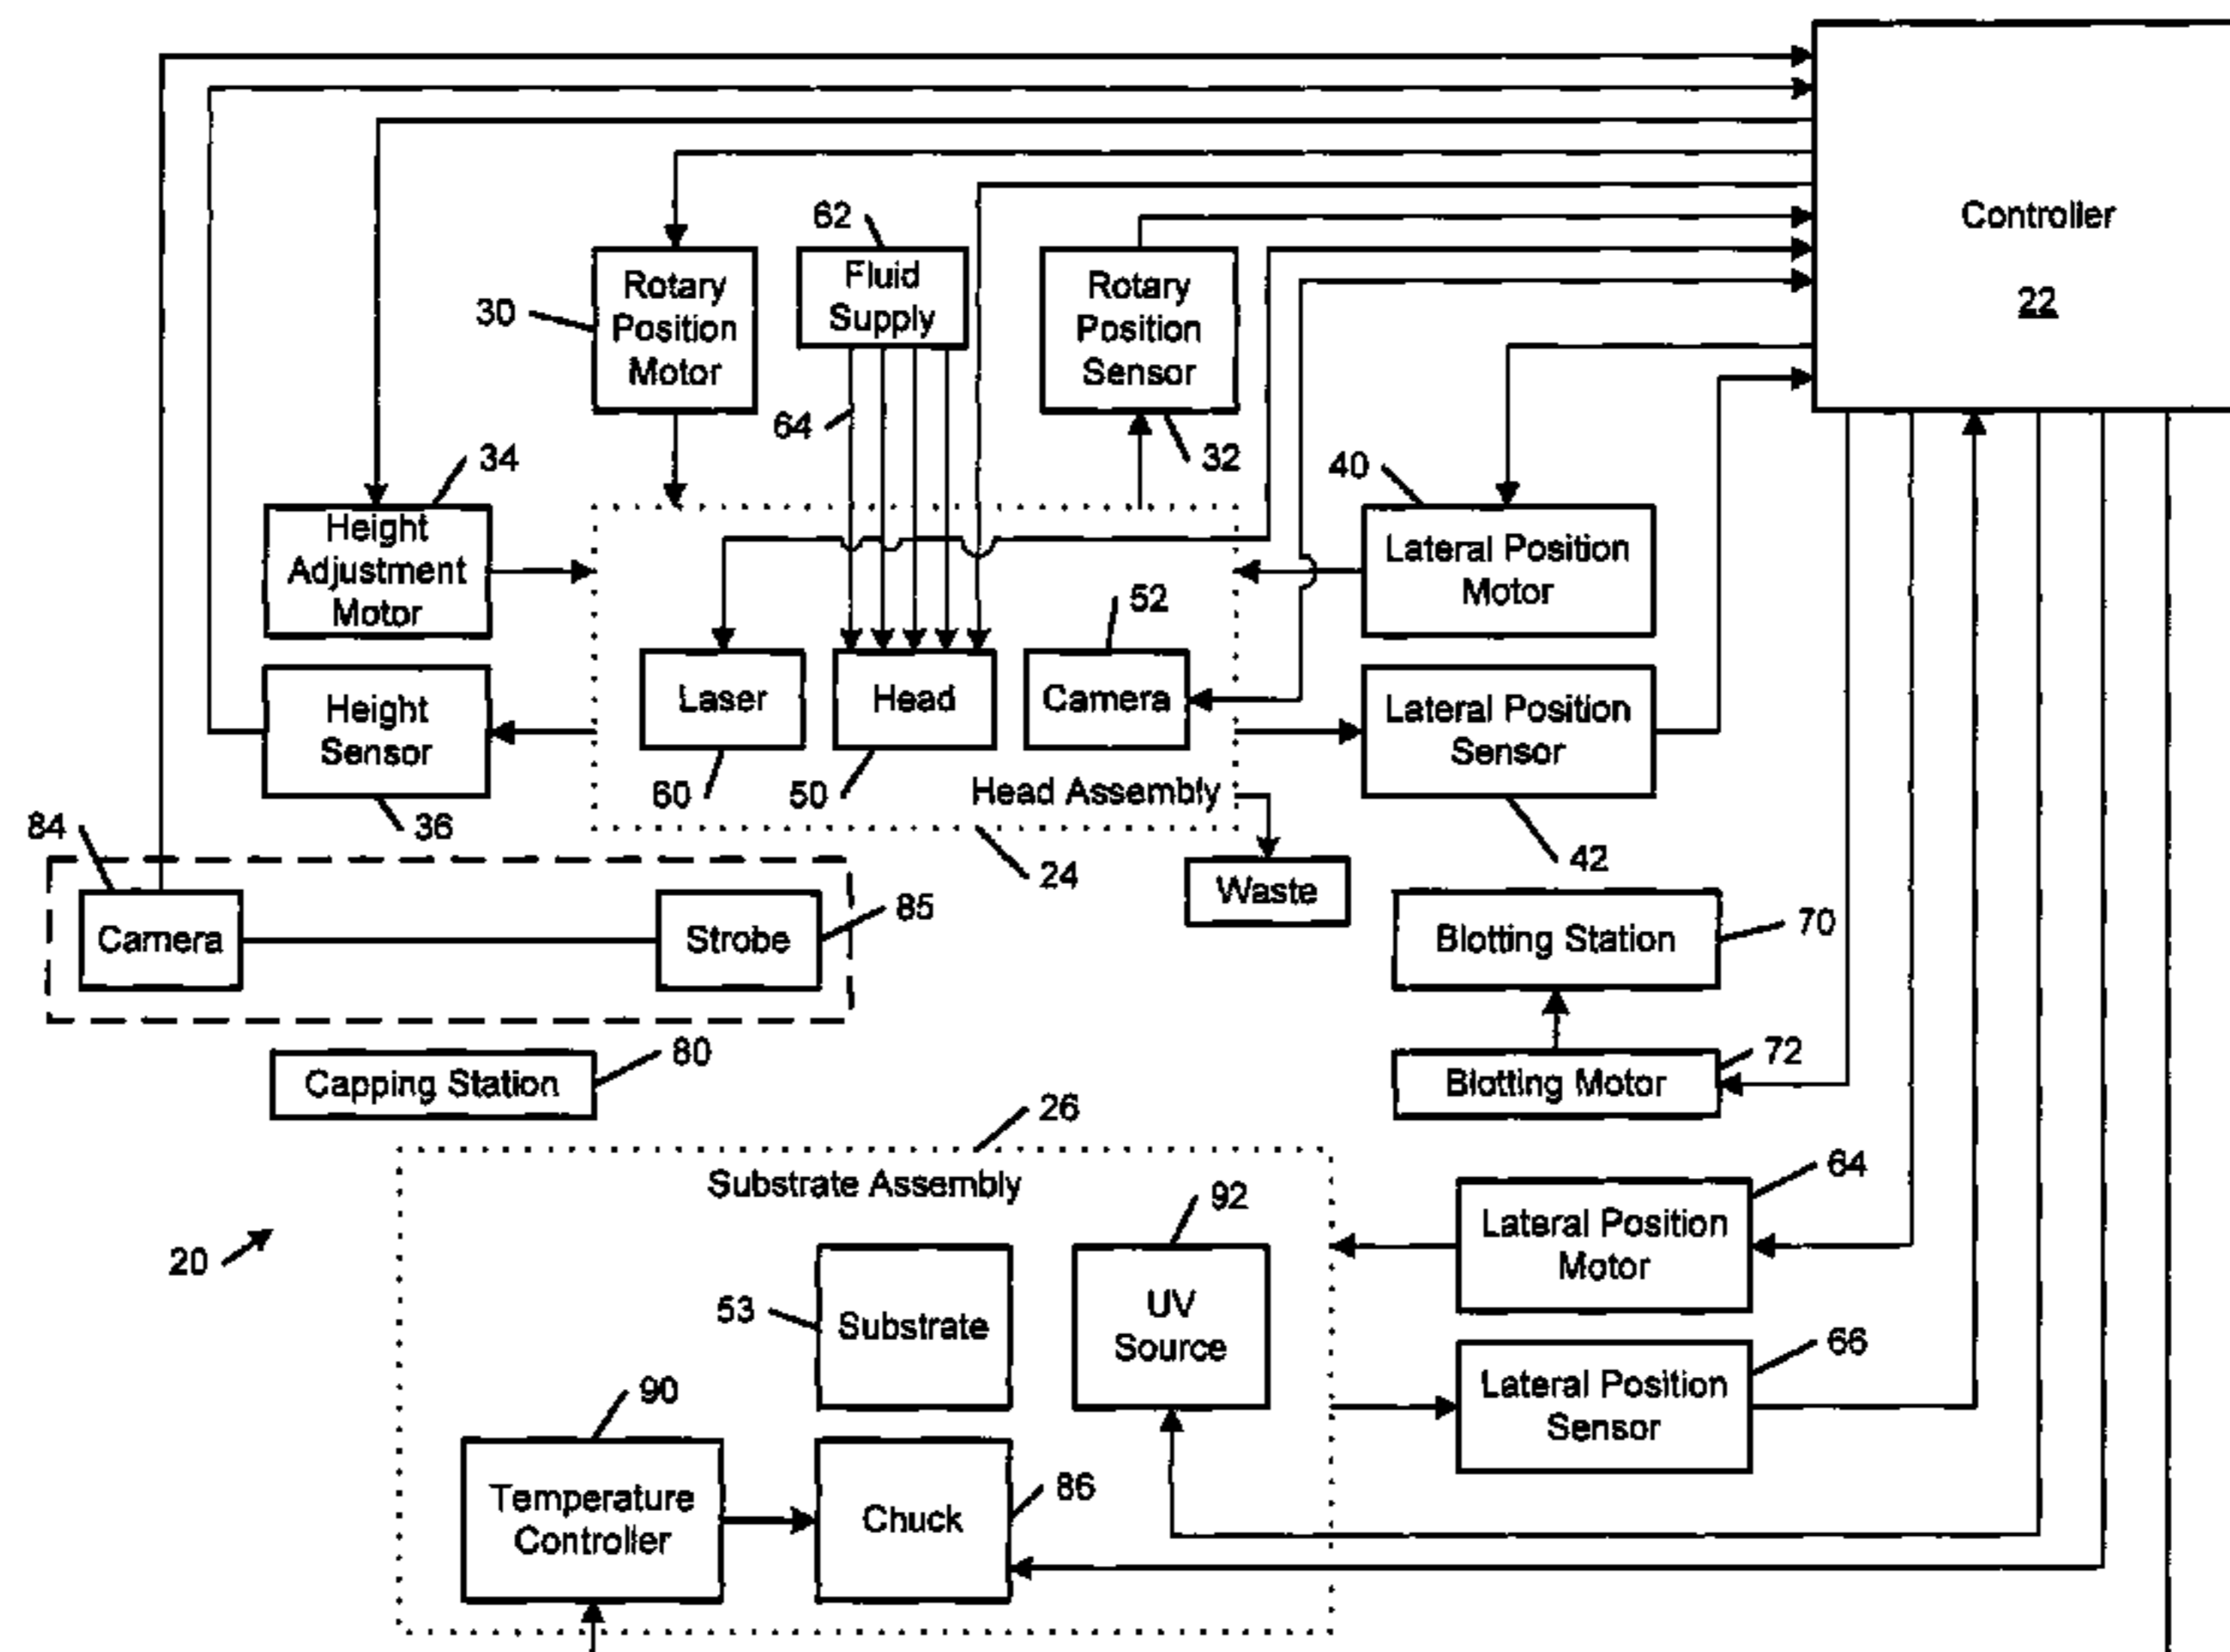 Controller
22
62
Fluid
Supply
30
Rotary
Position
Motor
Rotary
Position
Sensor
64
32
34
40
Height
Adjustment
Motor
Lateral Position
Motor
52
Laser
Head
Camera
Height
Sensor
Lateral Position
Sensor
60
50
Head Assembly
84
36
24
42
Waste
Camera
Strobe
85
Blotting Station
70
80
Capping Station
72
Blotting Motor
26
Substrate Assembly
64
92
Lateral Position
Motor
20
53
Substrate
UV
Source
66
Lateral Position
Sensor
90
86
Temperature
Controller
Chuck